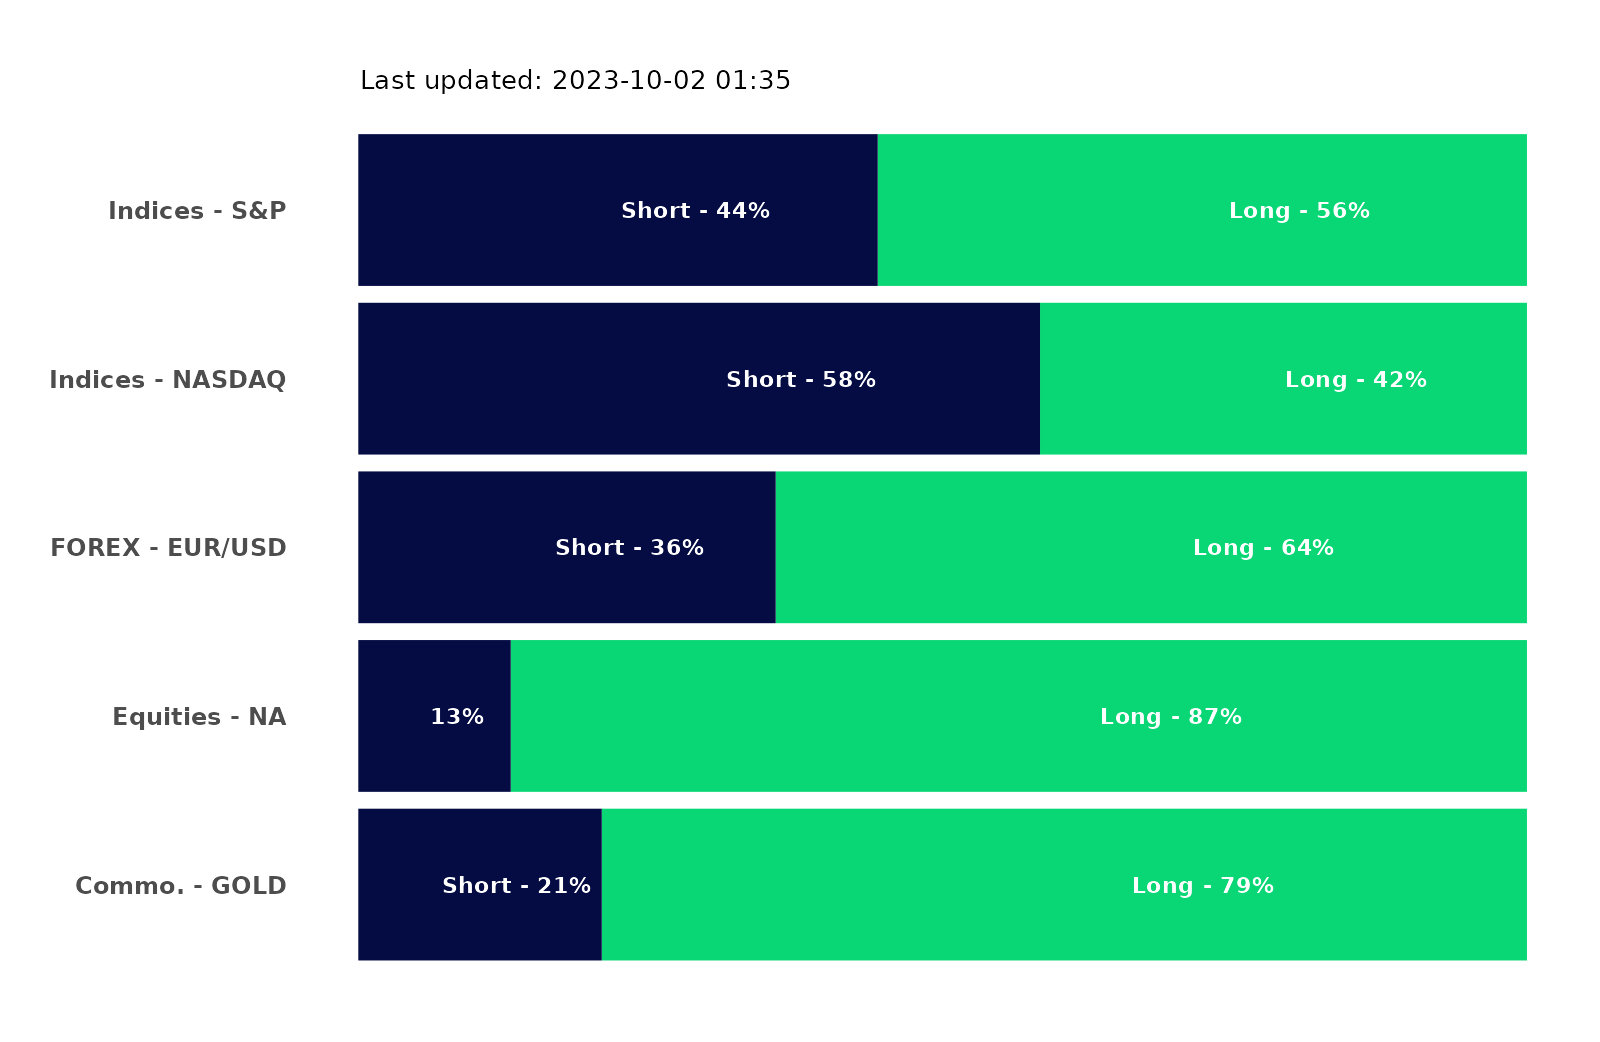 Last updated: 2023-10-02 01:35
Indices - S&P Short - 44% Long - 56%
Indices - NASDAQ Short - 58% Long - 42%
FOREX - EUR/USD Short - 36% Long - 64%
Equities - NA 13% Long - 87%
Commo. - GOLD Short - 21% Long - 79%